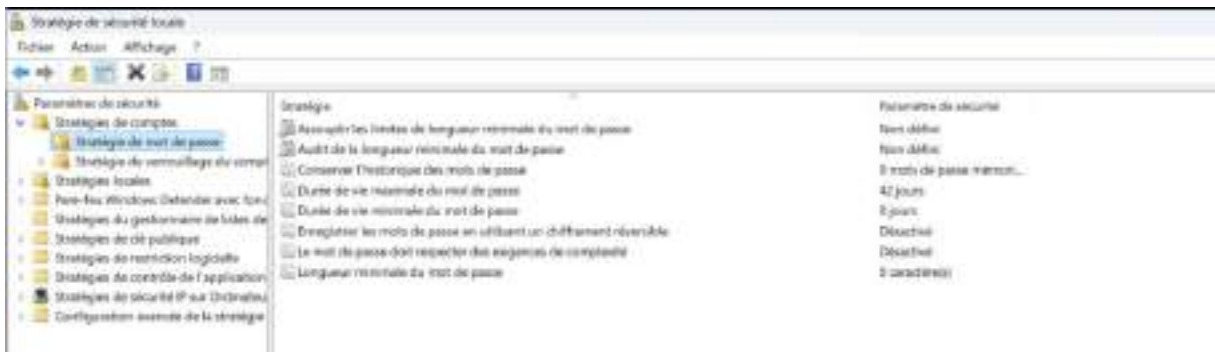 Stratégie de sécurité locale
Fichier Action Affichage ?
Paramètres de sécurité
Stratégies de comptes
Stratégie de mot de passe
Stratégie de verrouillage du compt
Stratégies locales
Pare-feu Windows Defender avec fonc
Stratégies du gestionnaire de listes de
Stratégies de clé publique
Stratégies de restriction logicielle
Stratégies de contrôle de l'application
Stratégies de sécurité IP sur Ordinateu
Configuration avancée de la stratégie
Stratégie Paramètre de sécurité
Assouplir les limites de longueur minimale du mot de passe Non défini
Audit de la longueur minimale du mot de passe Non défini
Conserver l'historique des mots de passe 0 mots de passe mémori...
Durée de vie maximale du mot de passe 42 jours
Durée de vie minimale du mot de passe 0 jours
Enregistrer les mots de passe en utilisant un chiffrement réversible Désactivé
Le mot de passe doit respecter des exigences de complexité Désactivé
Longueur minimale du mot de passe 0 caractère(s)